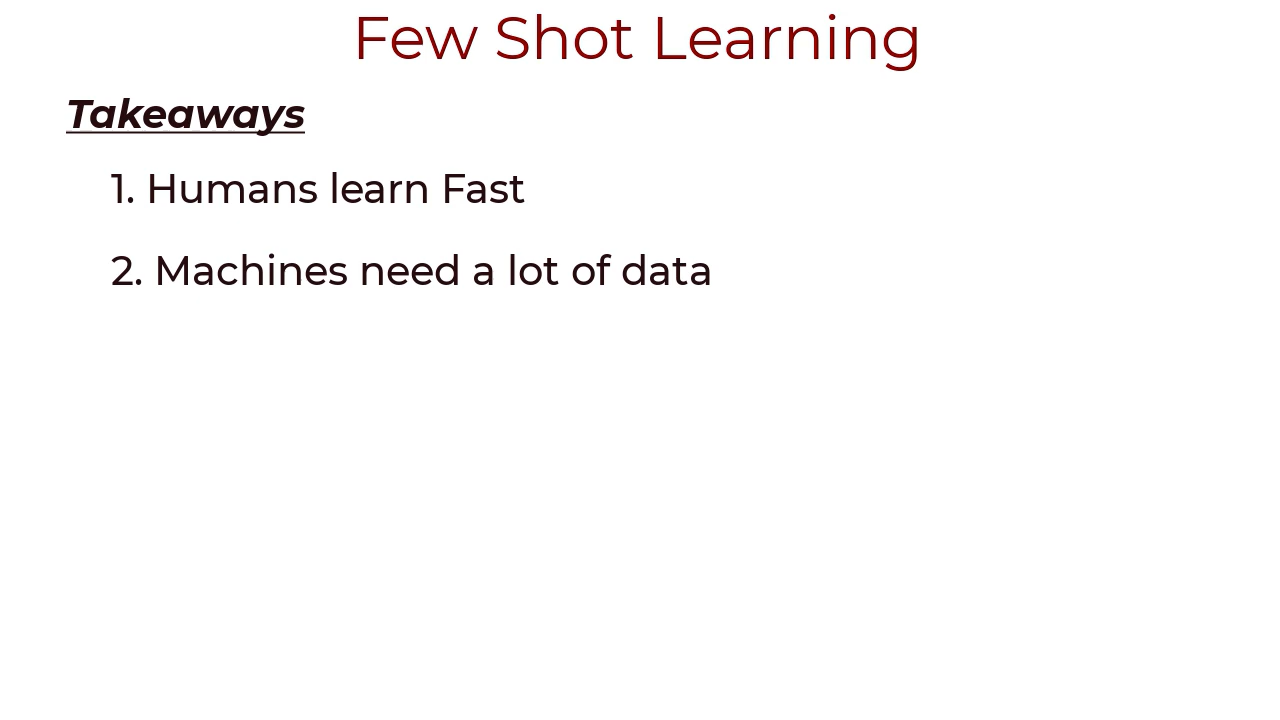 Few Shot Learning
Takeaways
1. Humans learn Fast
2. Machines need a lot of data